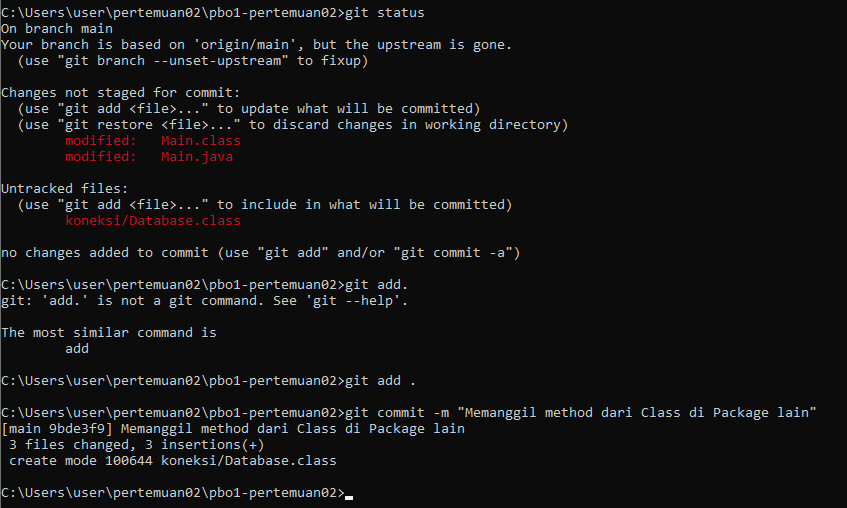 C:\Users\user\pertemuan02\pbo1-pertemuan02>git status
On branch main
Your branch is based on 'origin/main', but the upstream is gone.
  (use "git branch --unset-upstream" to fixup)
Changes not staged for commit:
  (use "git add <file>..." to update what will be committed)
  (use "git restore <file>..." to discard changes in working directory)
        modified:   Main.class
        modified:   Main.java
Untracked files:
  (use "git add <file>..." to include in what will be committed)
        koneksi/Database.class
no changes added to commit (use "git add" and/or "git commit -a")
C:\Users\user\pertemuan02\pbo1-pertemuan02>git add.
git: 'add.' is not a git command. See 'git --help'.
The most similar command is
        add
C:\Users\user\pertemuan02\pbo1-pertemuan02>git add .
C:\Users\user\pertemuan02\pbo1-pertemuan02>git commit -m "Memanggil method dari Class di Package lain"
[main 9bde3f9] Memanggil method dari Class di Package lain
 3 files changed, 3 insertions(+)
 create mode 100644 koneksi/Database.class
C:\Users\user\pertemuan02\pbo1-pertemuan02>